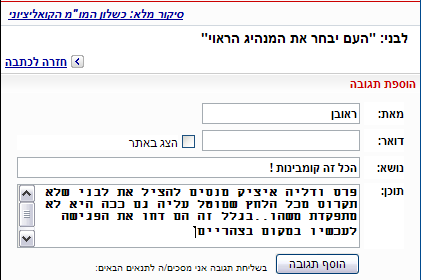 סיקור מלא: כשלון המו"מ הקואליציוני
לבני: "העם יבחר את המנהיג הראוי"
חזרה לכתבה
הוספת תגובה
מאת: ראובן
דואר: הצג באתר
נושא: הכל זה קומבינות !
תוכן: פרס ודליה איציק מנסים להציל את לבני שלא
תקרוס מכל הלחץ שמוטל עליה גם ככה היא לא
מתפקדת משהו..בגלל זה הם דחו את הפגישה
לעכשיו במקום בצהריים
הוסף תגובה בשליחת תגובה אני מסכים/ה לתנאים הבאים: